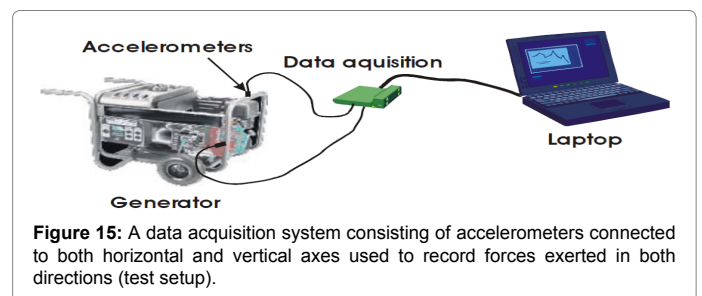 Accelerometers
Data aquisition
Laptop
Generator
Figure 15: A data acquisition system consisting of accelerometers connected
to both horizontal and vertical axes used to record forces exerted in both
directions (test setup).